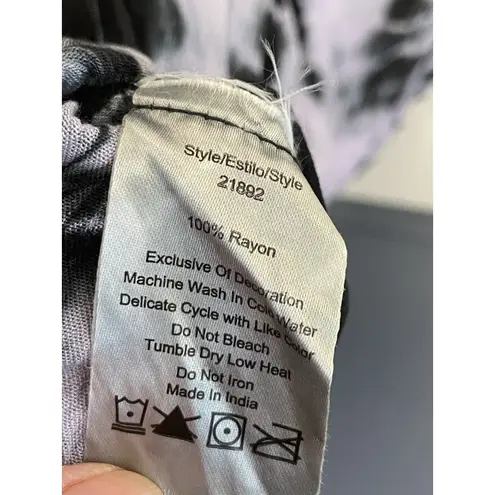 Style/Estilo/Style
21892
100% Rayon
Exclusive Of Decoration
Machine Wash In Cold Water
Delicate Cycle with Like Color
Do Not Bleach
Tumble Dry Low Heat
Do Not Iron
Made In India